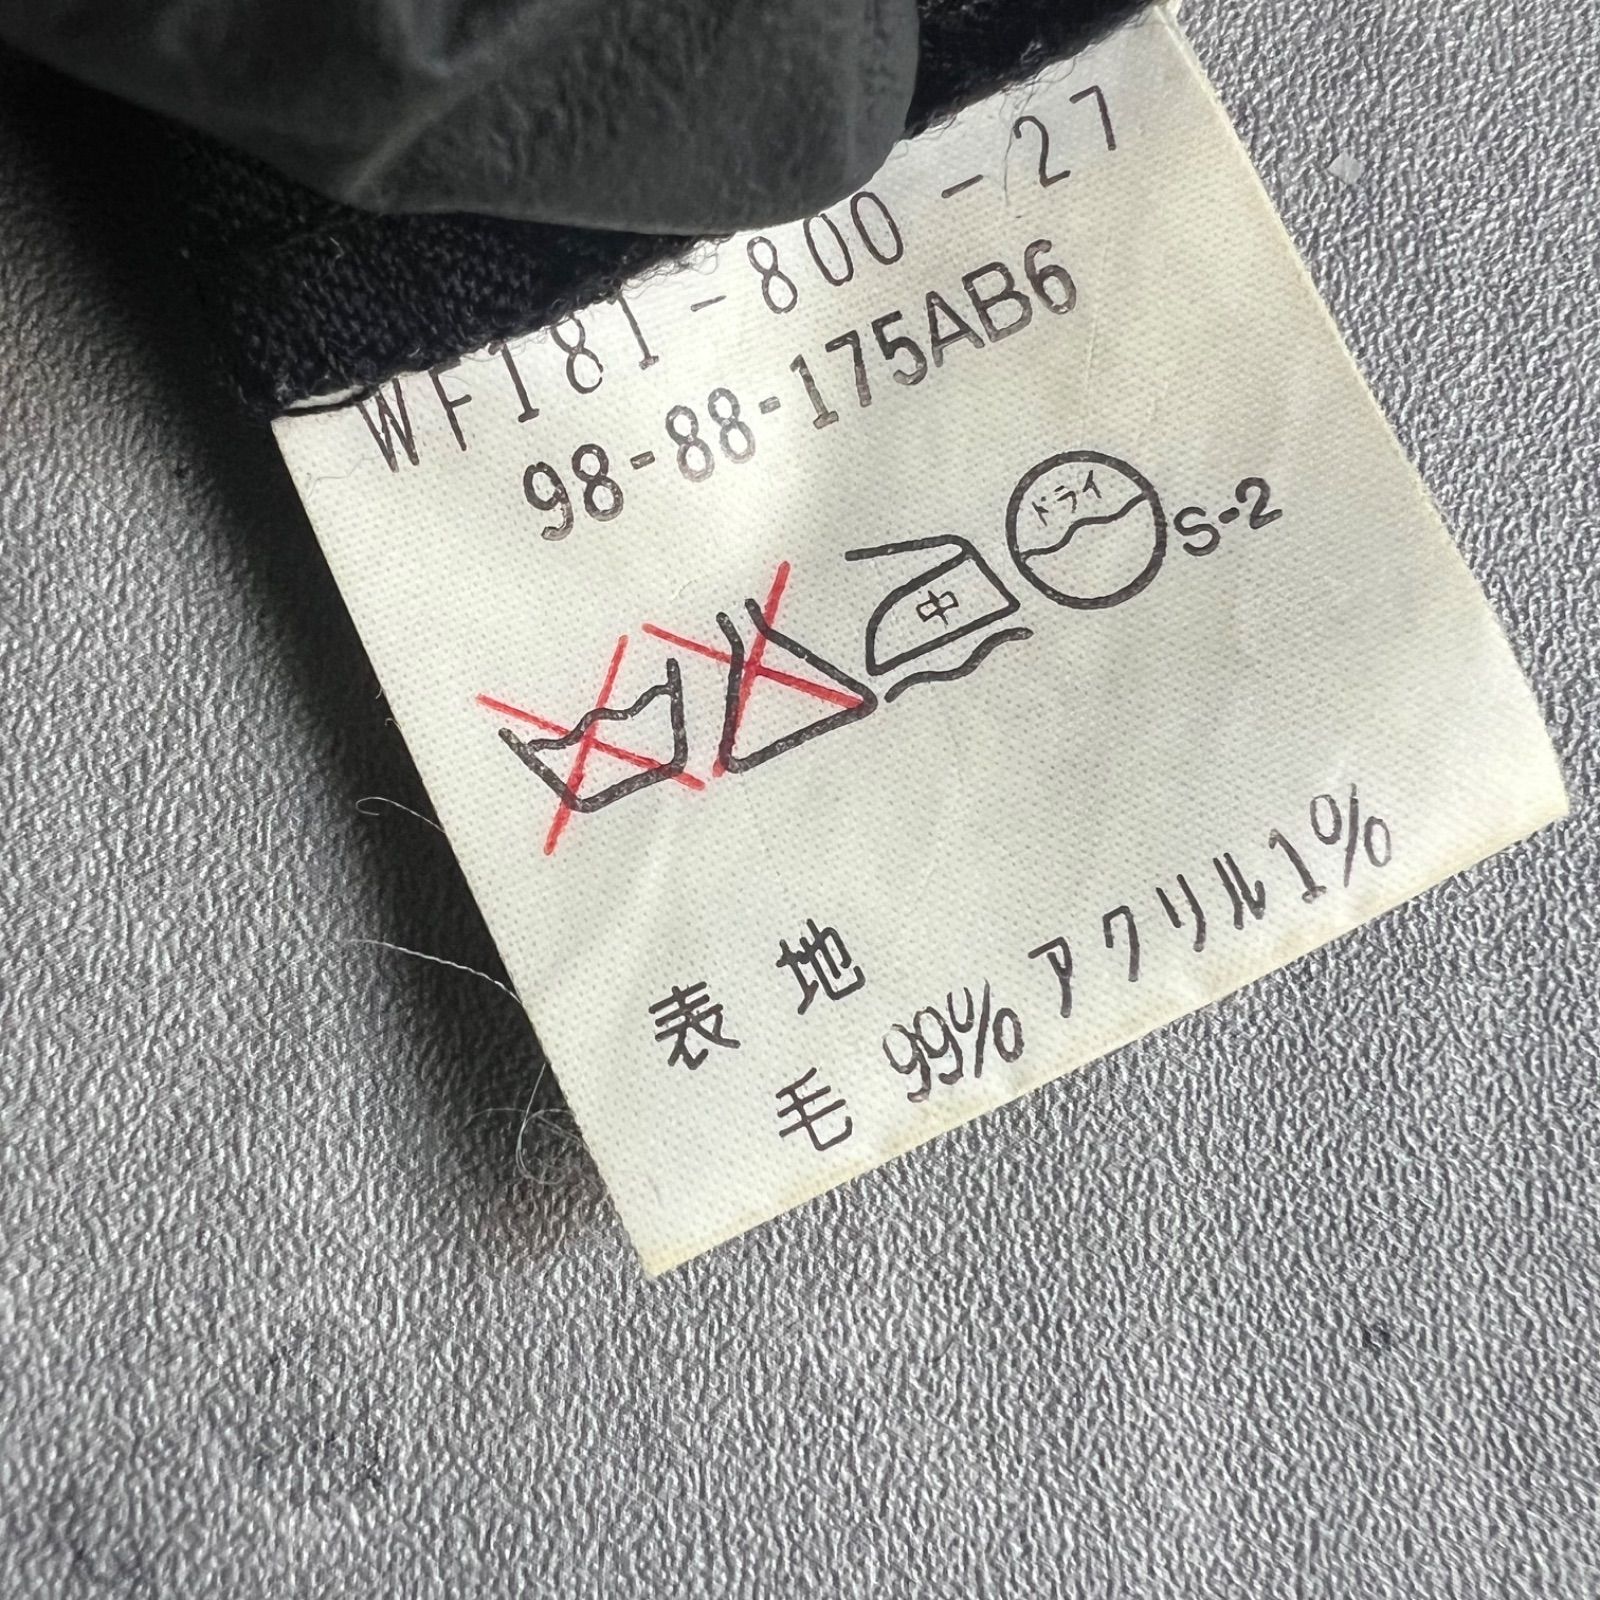 WF181-800-27
98-88-175AB6
中
ドライ
S-2
表 地
毛 99% アクリル1%